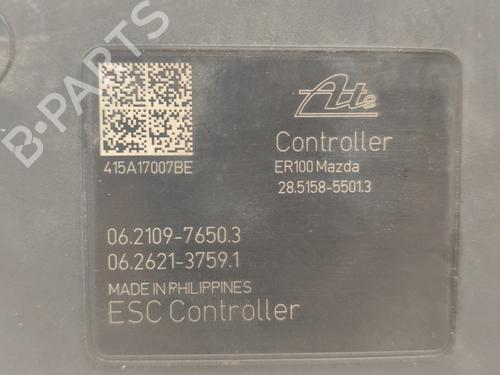 B-PARTS
Ate
415A17007BE
Controller
ER100 Mazda
28.5158-5501.3
06.2109-7650.3
06.2621-3759.1
MADE IN PHILIPPINES
ESC Controller